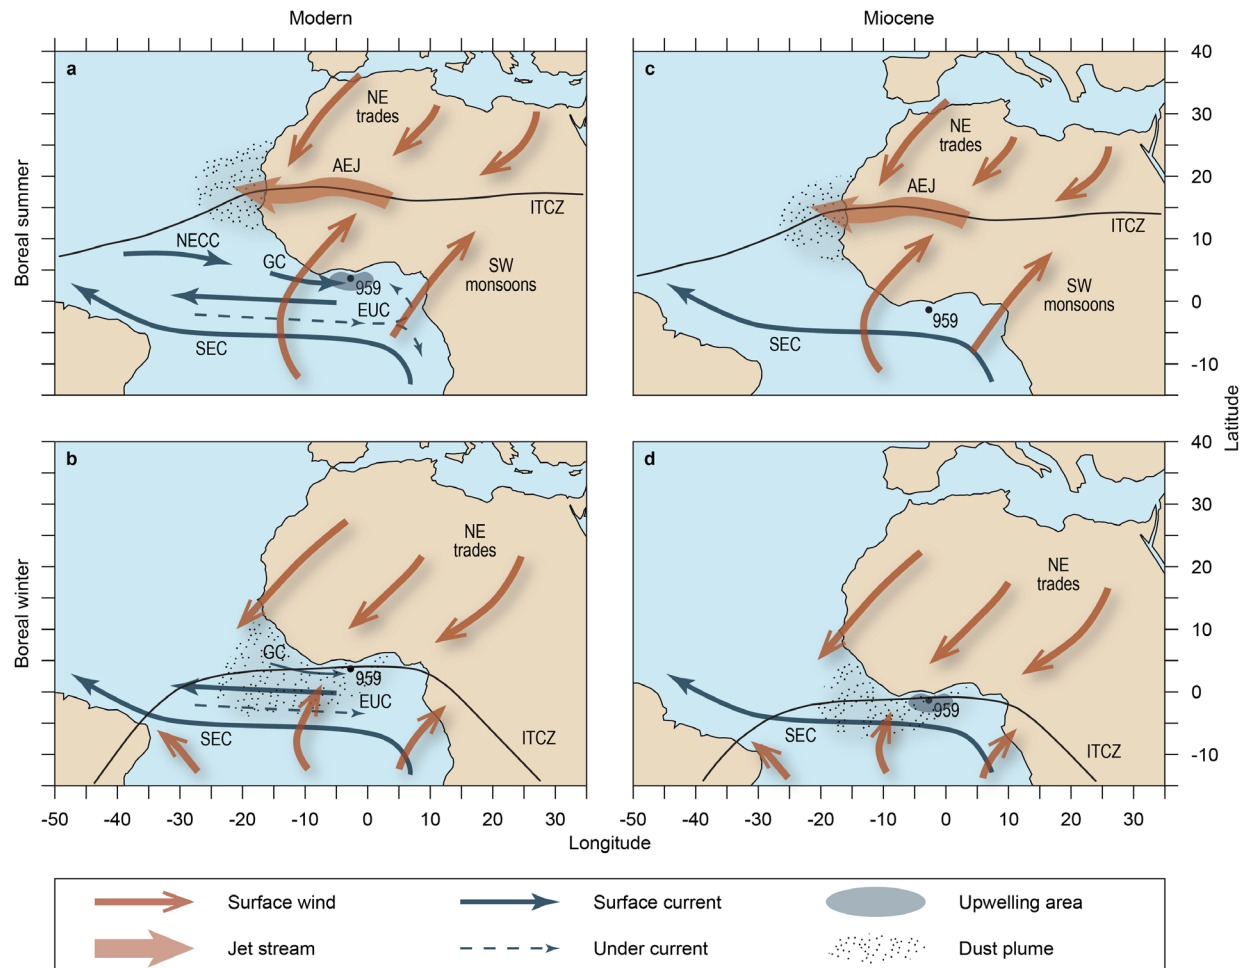 Modern
Miocene
a
NE
trades
AEJ
ITCZ
NECC
GC
959
EUC
SW
monsoons
SEC
Boreal summer
c
NE
trades
AEJ
ITCZ
SW
monsoons
959
SEC
40
30
20
10
0
-10
b
NE
trades
GC
959
EUC
SEC
ITCZ
Boreal winter
d
NE
trades
959
SEC
ITCZ
40
30
20
10
0
-10
Latitude
-50 -40 -30 -20 -10 0 10 20 30
-50 -40 -30 -20 -10 0 10 20 30
Longitude
Surface wind
Surface current
Upwelling area
Jet stream
Under current
Dust plume